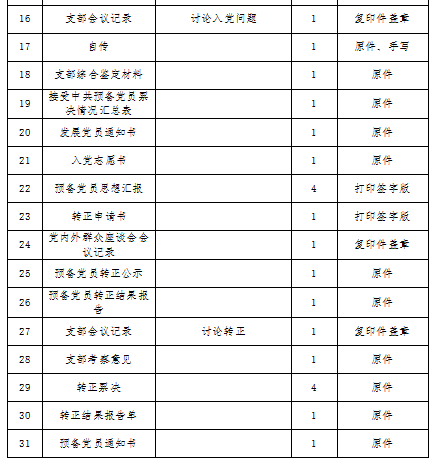 16 支部会议记录 讨论入党问题 1 复印件盖章
17 自传 1 原件、手写
18 支部综合鉴定材料 1 原件
19 接受中共预备党员票决情况汇总表 1 原件
20 发展党员通知书 1 原件
21 入党志愿书 1 原件
22 预备党员思想汇报 4 打印签字版
23 转正申请书 1 打印签字版
24 党内外群众座谈会会议记录 1 复印件盖章
25 预备党员转正公示 1 原件
26 预备党员转正结果报告 1 原件
27 支部会议记录 讨论转正 1 复印件盖章
28 支部考察意见 1 原件
29 转正票决 4 原件
30 转正结果报告单 1 原件
31 预备党员通知书 1 原件